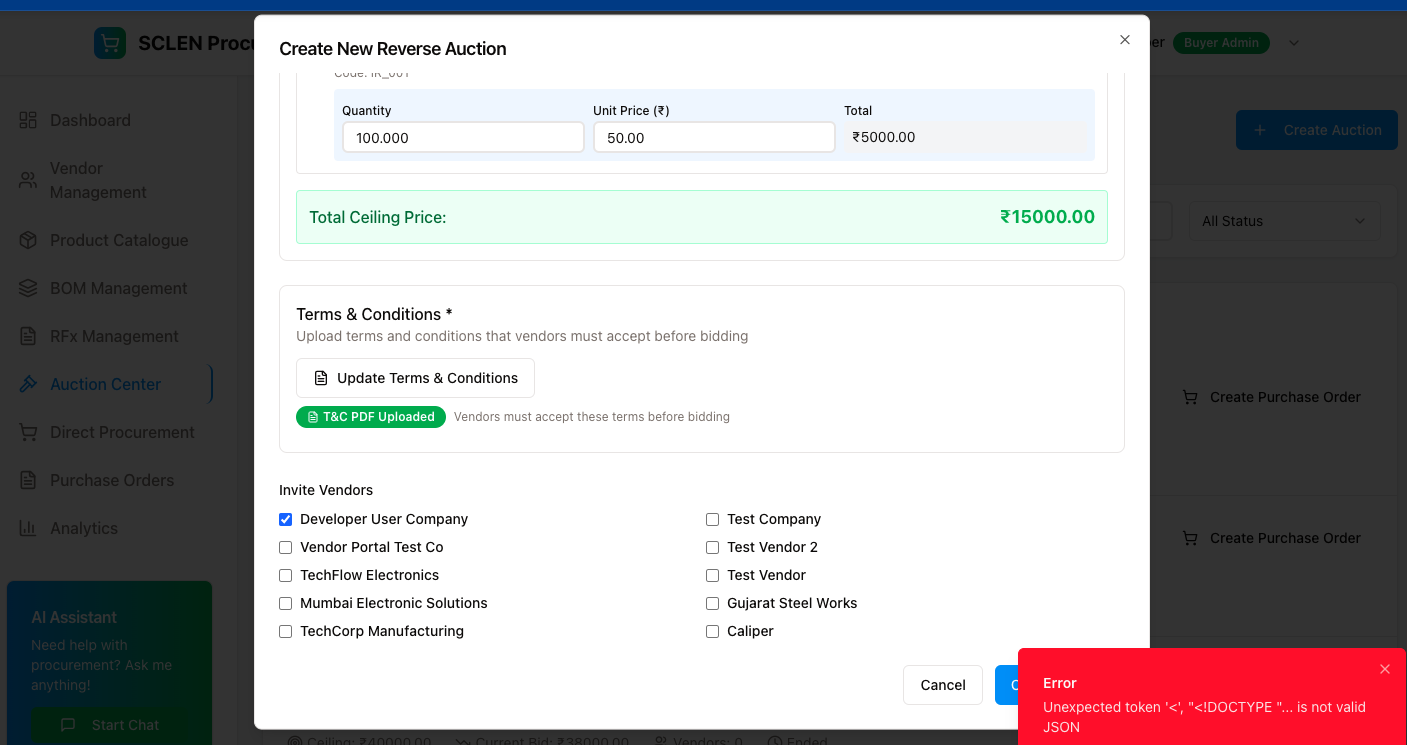 Create New Reverse Auction
SCLEN Procu
Buyer Admin
Code: IR_001
Quantity
Unit Price (₹)
Total
100.000
50.00
₹5000.00
Total Ceiling Price:
₹15000.00
Dashboard
Vendor
Management
Product Catalogue
BOM Management
RFx Management
Auction Center
Direct Procurement
Purchase Orders
Analytics
Create Auction
All Status
Terms & Conditions *
Upload terms and conditions that vendors must accept before bidding
Update Terms & Conditions
T&C PDF Uploaded
Vendors must accept these terms before bidding
Create Purchase Order
Invite Vendors
Developer User Company
Test Company
Create Purchase Order
Vendor Portal Test Co
Test Vendor 2
TechFlow Electronics
Test Vendor
Mumbai Electronic Solutions
Gujarat Steel Works
TechCorp Manufacturing
Caliper
AI Assistant
Need help with
procurement? Ask me
anything!
Start Chat
Cancel
Error
Unexpected token '<', "<!DOCTYPE "... is not valid
JSON
Ceiling: ₹40000.00
Current Bid: ₹38000.00
Vendors: 0
Ended